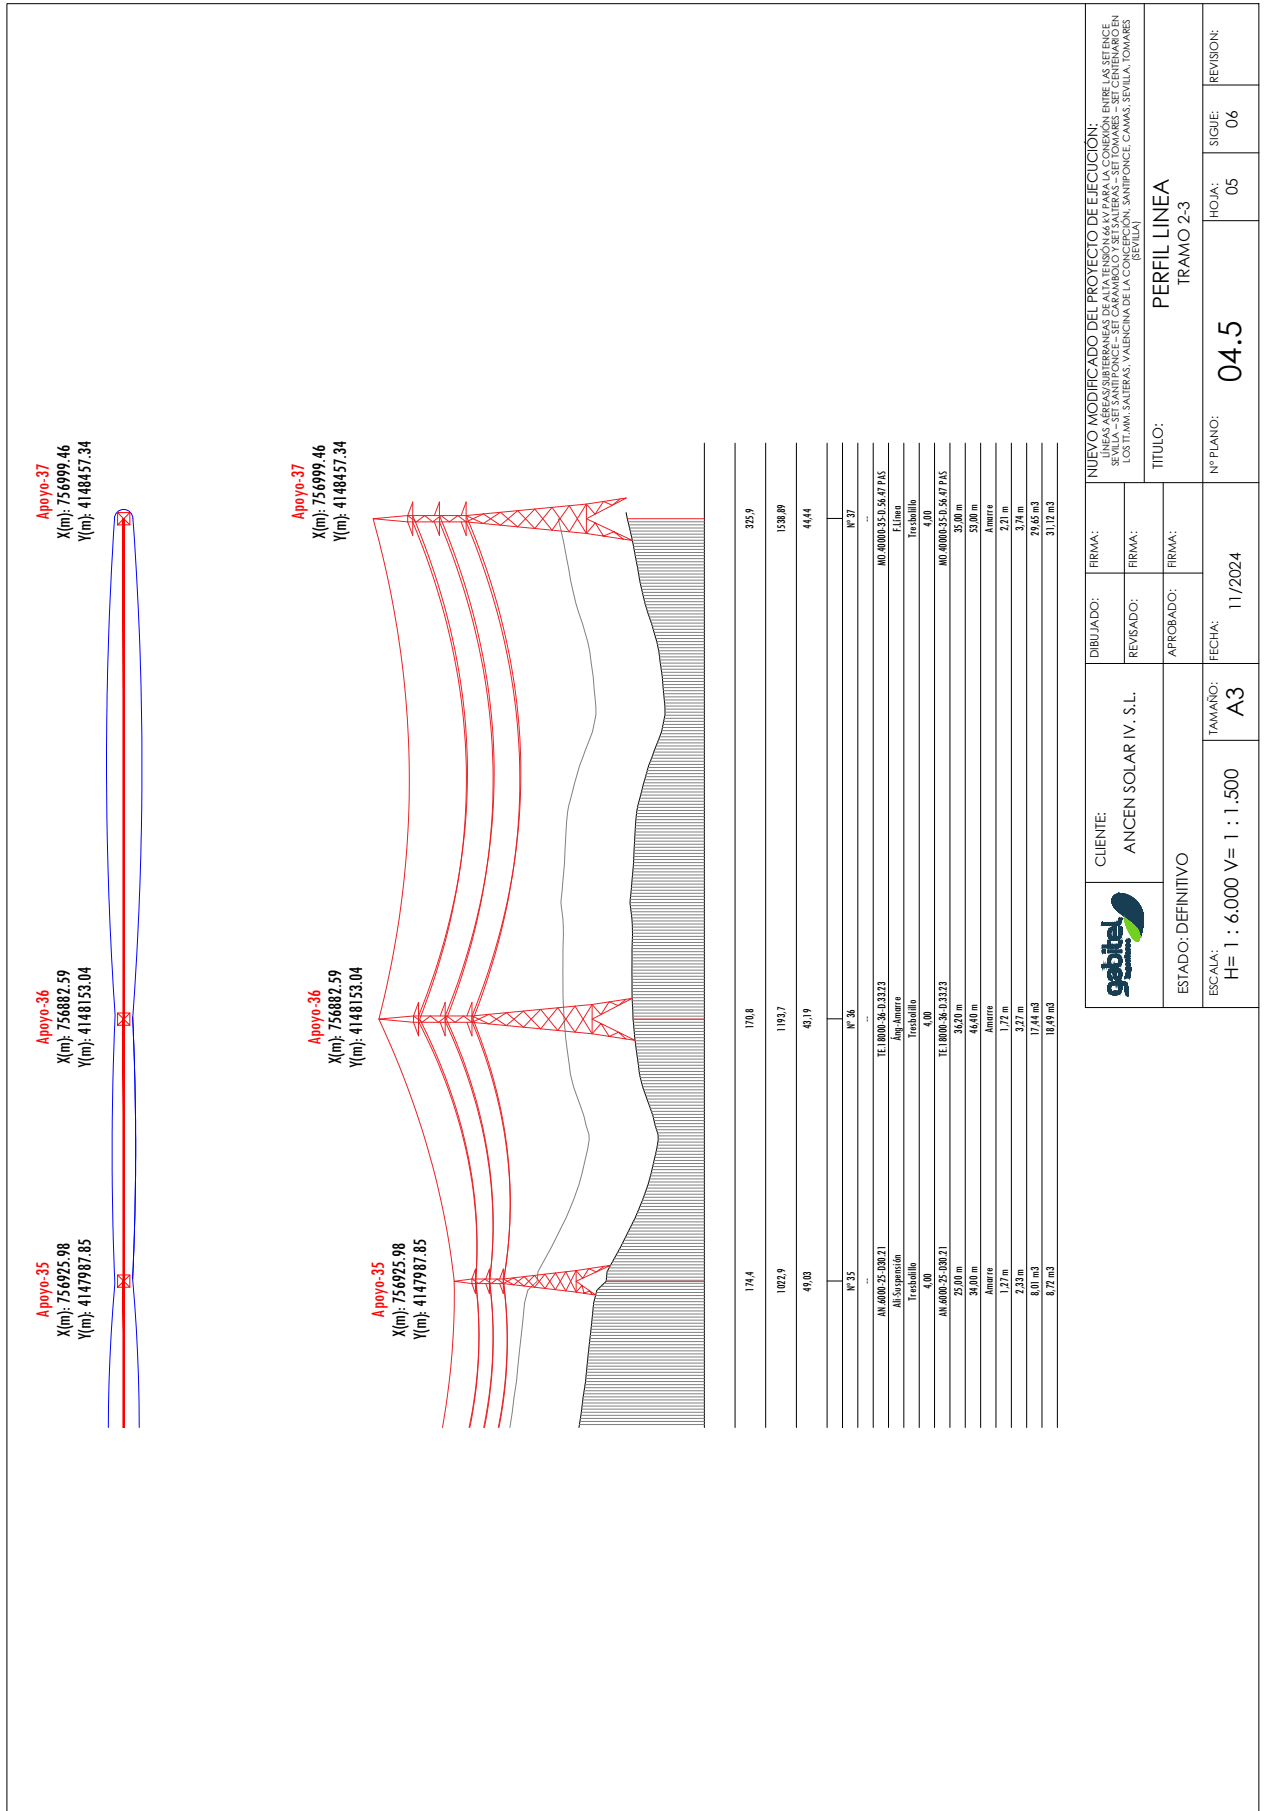 Apoyo-35
X(m): 756925.98
Y(m): 4147987.85
Apoyo-36
X(m): 756882.59
Y(m): 4148153.04
Apoyo-37
X(m): 756999.46
Y(m): 4148457.34
Apoyo-35
X(m): 756925.98
Y(m): 4147987.85
Apoyo-36
X(m): 756882.59
Y(m): 4148153.04
Apoyo-37
X(m): 756999.46
Y(m): 4148457.34
174,4 170,8 325,9
1022,9 1193,7 1538,89
49,03 43,19 44,44
Nº 35 Nº 36 Nº 37
-- -- --
AN.6000-25-D30.21 TE.18000-36-D.33.23 MO.40000-35-D.56.47 PAS
Ali-Suspensión Áng-Amarre F.Línea
Tresbolillo Tresbolillo Tresbolillo
4,00 4,00 4,00
AN.6000-25-D30.21 TE.18000-36-D.33.23 MO.40000-35-D.56.47 PAS
25,00 m 36,20 m 35,00 m
34,00 m 46,40 m 53,00 m
Amarre Amarre Amarre
1,27 m 1,72 m 2,21 m
2,33 m 3,27 m 3,74 m
8,01 m3 17,44 m3 29,65 m3
8,72 m3 18,49 m3 31,12 m3
gabitel
ingenieros
CLIENTE:
ANCEN SOLAR IV. S.L.
ESTADO: DEFINITIVO
ESCALA:
H= 1 : 6.000 V= 1 : 1.500
TAMAÑO:
A3
DIBUJADO:
FIRMA:
REVISADO:
FIRMA:
APROBADO:
FIRMA:
FECHA:
11/2024
NUEVO MODIFICADO DEL PROYECTO DE EJECUCIÓN:
LÍNEAS AÉREAS/SUBTERRANEAS DE ALTA TENSIÓN 66 kV PARA LA CONEXIÓN ENTRE LAS SET ENCE
SEVILLA – SET SANTIPONCE – SET CARAMBOLO Y SET SALTERAS – SET TOMARES – SET CENTENARIO EN
LOS TT.MM. SALTERAS, VALENCINA DE LA CONCEPCIÓN, SANTIPONCE, CAMAS, SEVILLA, TOMARES
(SEVILLA)
TITULO:
PERFIL LINEA
TRAMO 2-3
Nº PLANO:
04.5
HOJA:
05
SIGUE:
06
REVISION: